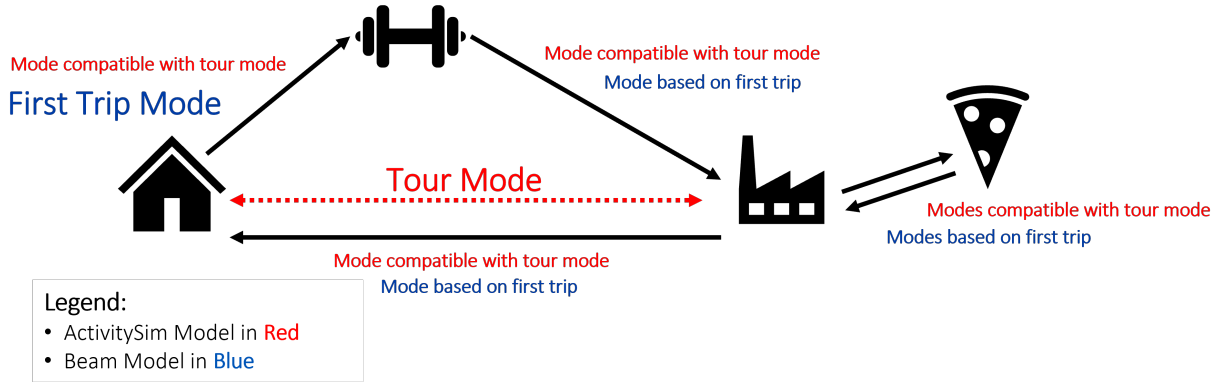 Mode compatible with tour mode
First Trip Mode
Mode compatible with tour mode
Mode based on first trip
Tour Mode
Modes compatible with tour mode
Modes based on first trip
Mode compatible with tour mode
Mode based on first trip
Legend:
• ActivitySim Model in Red
• Beam Model in Blue